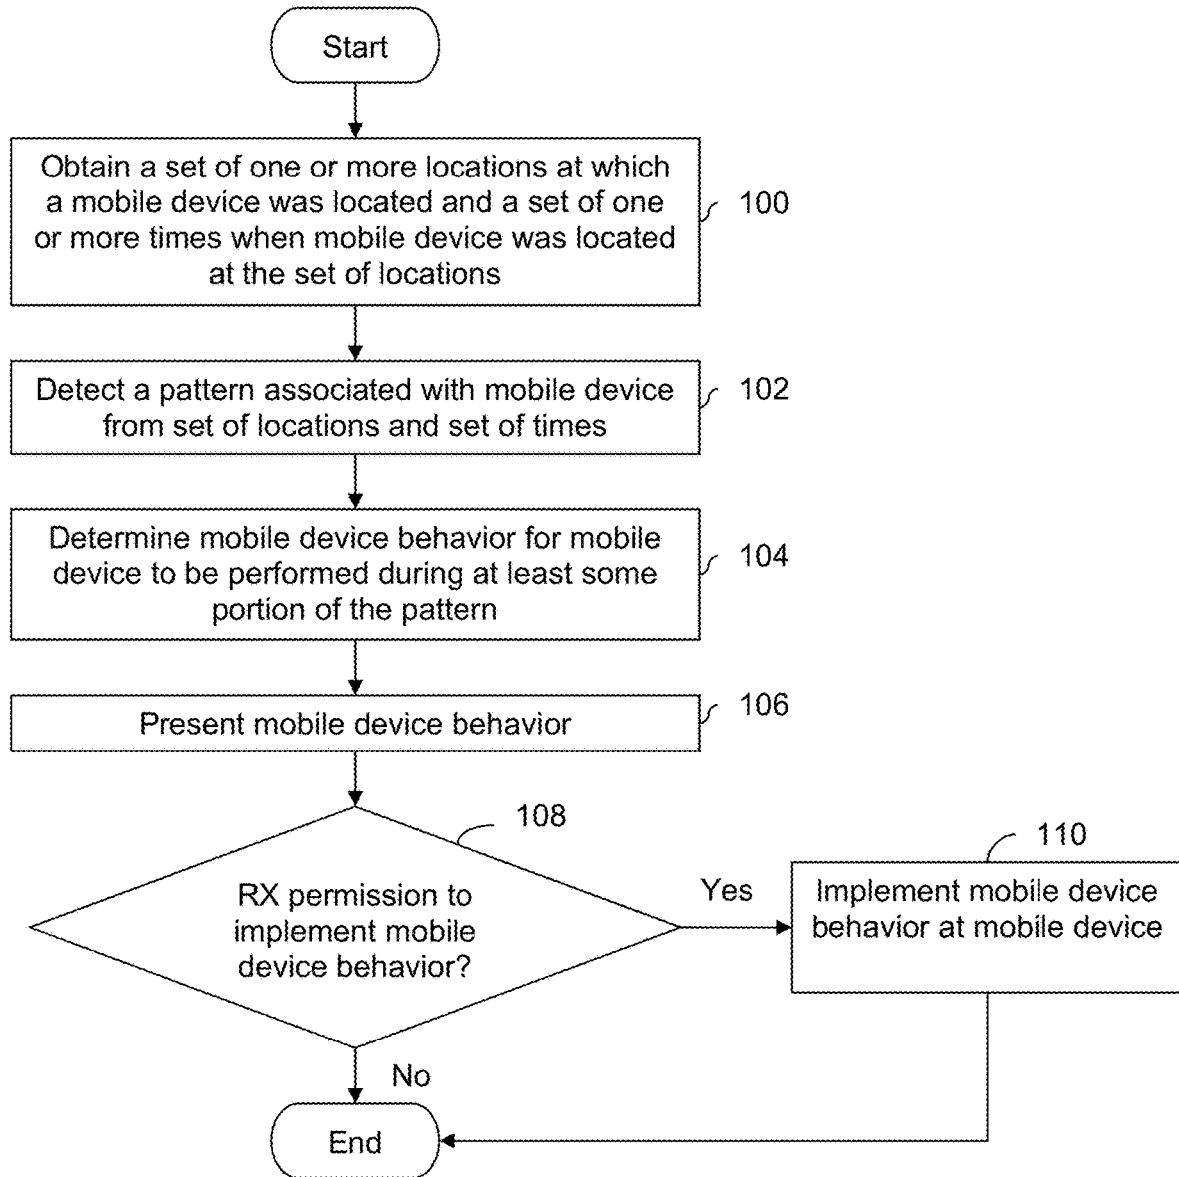 Start
Obtain a set of one or more locations at which
a mobile device was located and a set of one
or more times when mobile device was located
at the set of locations
100
Detect a pattern associated with mobile device
from set of locations and set of times
102
Determine mobile device behavior for mobile
device to be performed during at least some
portion of the pattern
104
Present mobile device behavior
106
108
RX permission to
implement mobile
device behavior?
Yes
110
Implement mobile device
behavior at mobile device
No
End